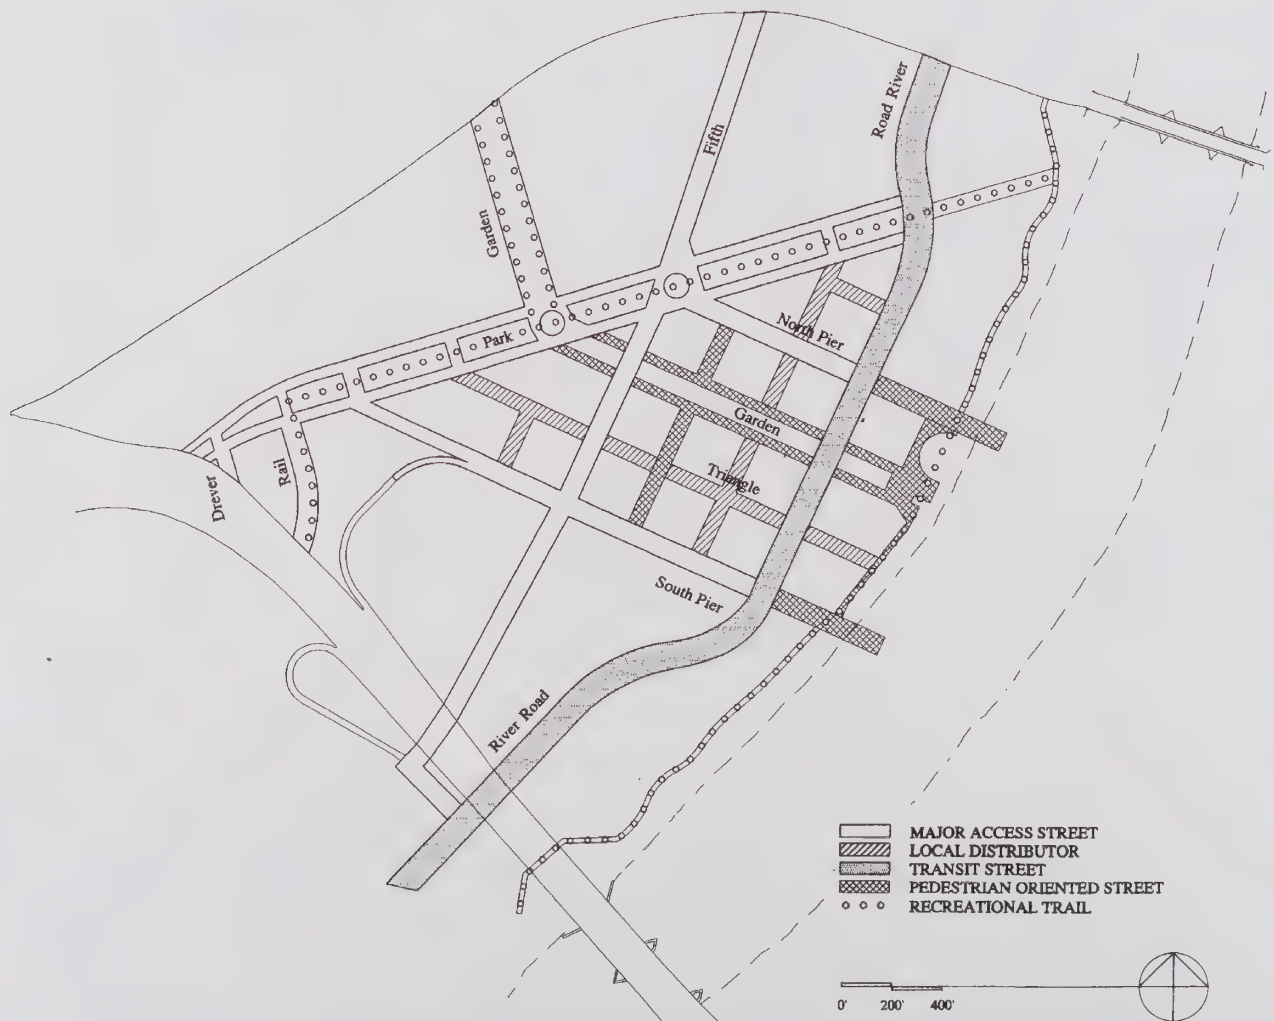 Road River
Fifth
Garden
North Pier
Park
Garden
Rail
Triangle
Drever
South Pier
River Road
MAJOR ACCESS STREET
LOCAL DISTRIBUTOR
TRANSIT STREET
PEDESTRIAN ORIENTED STREET
RECREATIONAL TRAIL
0' 200' 400'